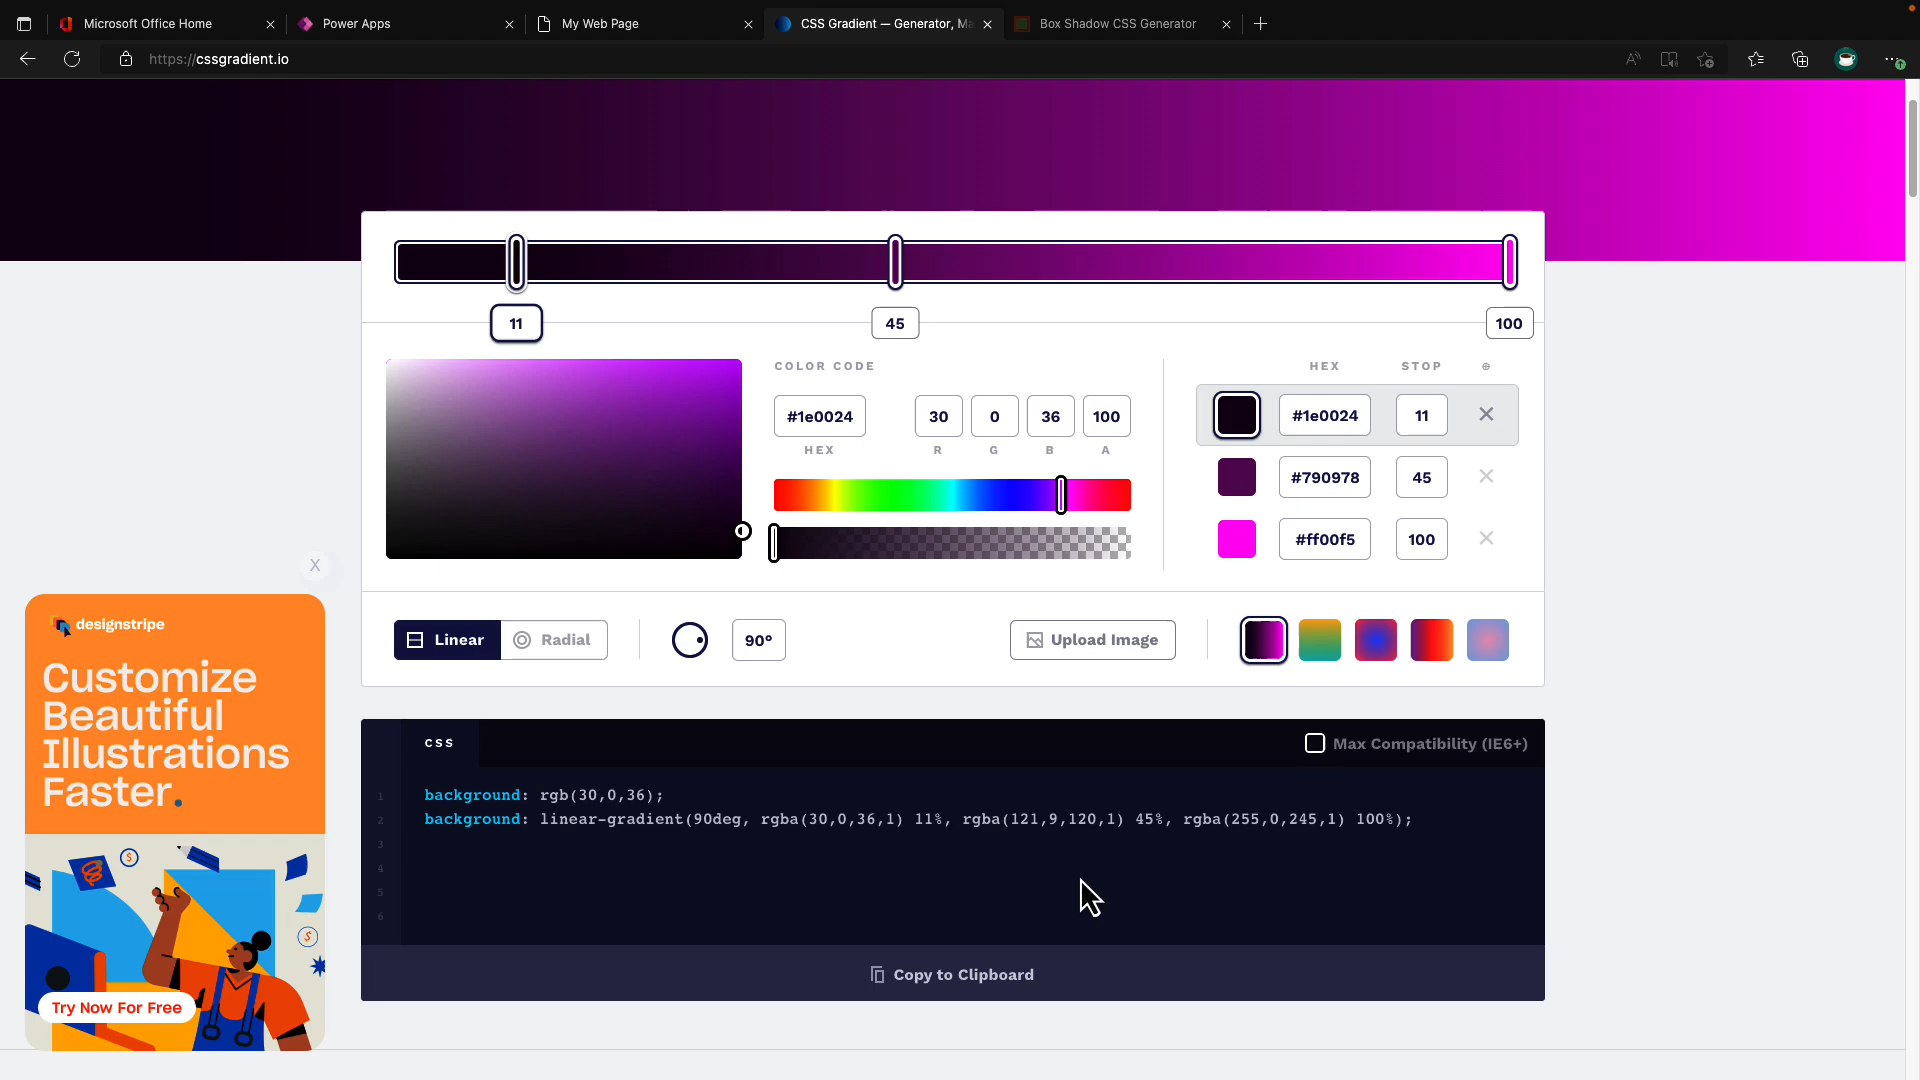 Microsoft Office Home
Power Apps
My Web Page
CSS Gradient — Generator, Ma
Box Shadow CSS Generator
https://cssgradient.io
11
45
100
COLOR CODE
#1e0024
30
0
36
100
HEX
R
G
B
A
HEX
STOP
#1e0024
11
#790978
45
#ff00f5
100
Linear
Radial
90°
Upload Image
X
designstripe
Customize
Beautiful
Illustrations
Faster.
Try Now For Free
CSS
Max Compatibility (IE6+)
1
background: rgb(30,0,36);
2
background: linear-gradient(90deg, rgba(30,0,36,1) 11%, rgba(121,9,120,1) 45%, rgba(255,0,245,1) 100%);
3
4
5
6
Copy to Clipboard